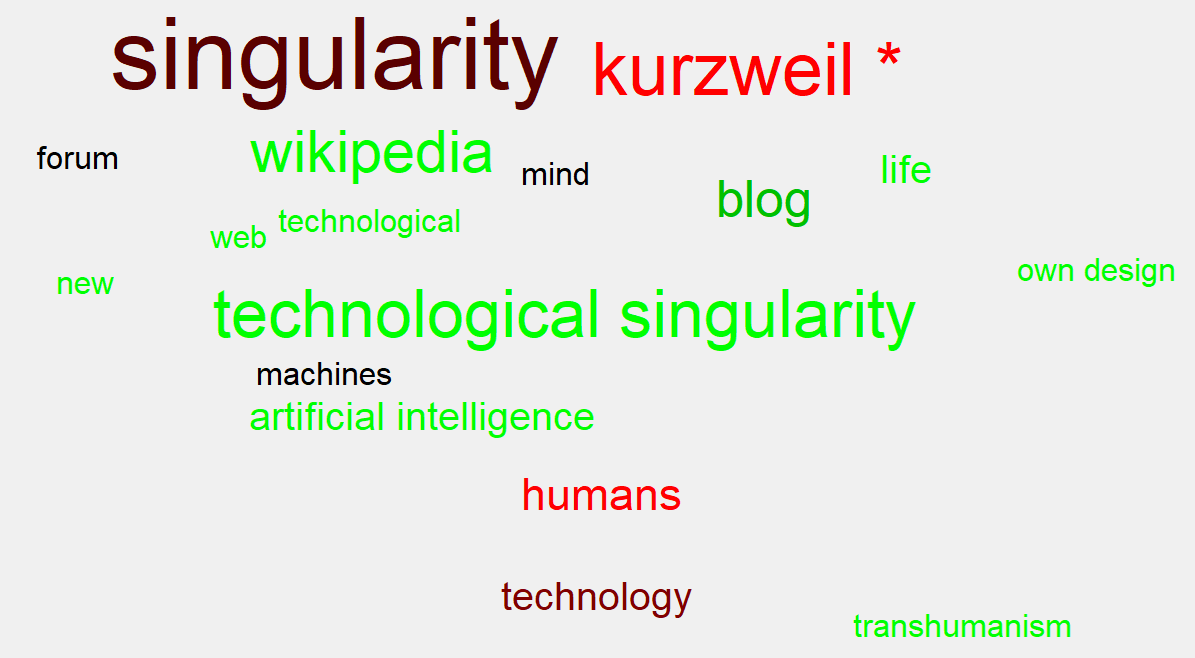 singularity kurzweil *
forum wikipedia mind blog life
web technological
new own design
technological singularity
machines
artificial intelligence
humans
technology
transhumanism